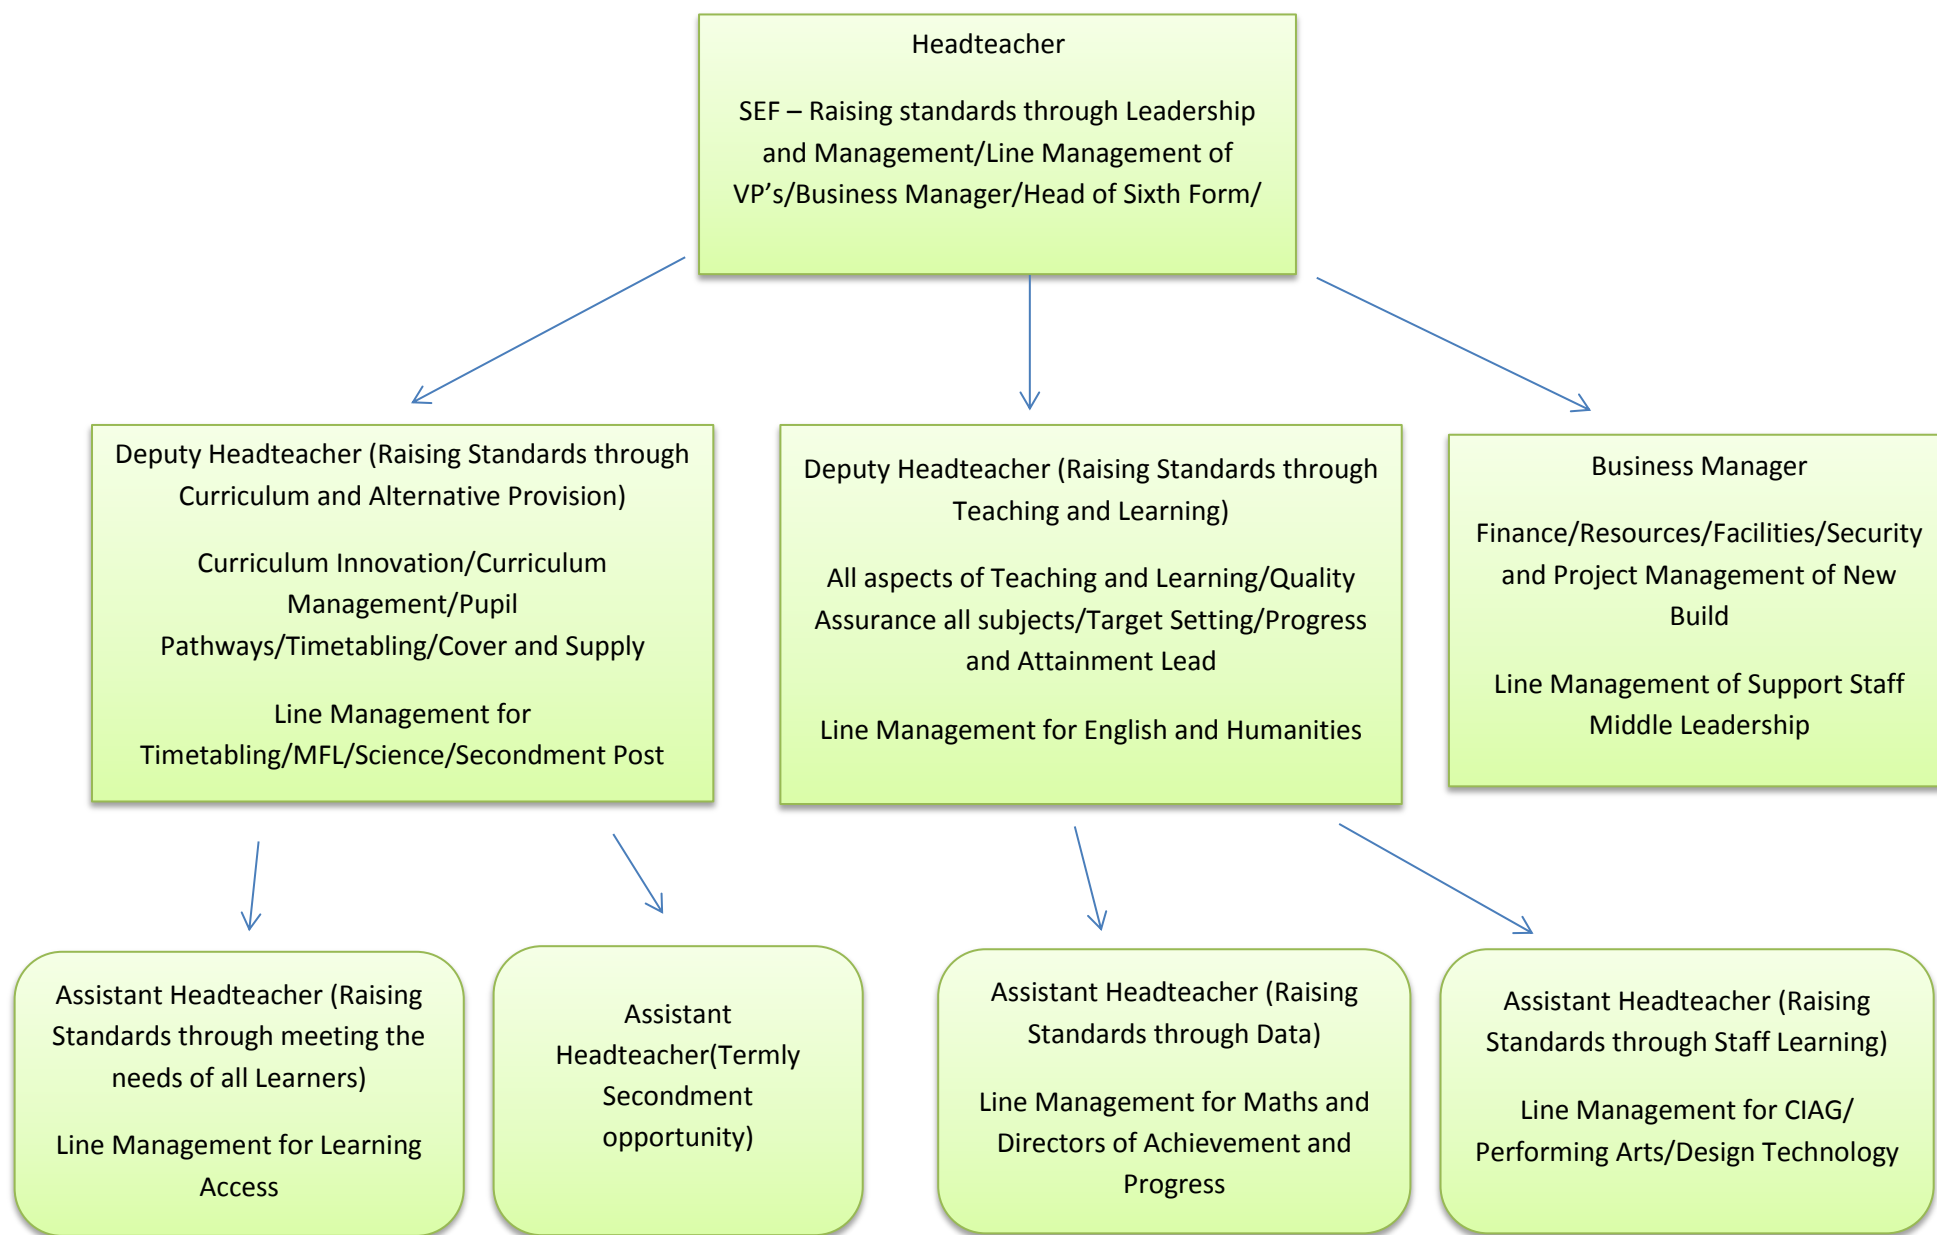 Headteacher
SEF – Raising standards through Leadership
and Management/Line Management of
VP’s/Business Manager/Head of Sixth Form/
Deputy Headteacher (Raising Standards through
Curriculum and Alternative Provision)
Curriculum Innovation/Curriculum
Management/Pupil
Pathways/Timetabling/Cover and Supply
Line Management for
Timetabling/MFL/Science/Secondment Post
Deputy Headteacher (Raising Standards through
Teaching and Learning)
All aspects of Teaching and Learning/Quality
Assurance all subjects/Target Setting/Progress
and Attainment Lead
Line Management for English and Humanities
Business Manager
Finance/Resources/Facilities/Security
and Project Management of New
Build
Line Management of Support Staff
Middle Leadership
Assistant Headteacher (Raising
Standards through meeting the
needs of all Learners)
Line Management for Learning
Access
Assistant
Headteacher(Termly
Secondment
opportunity)
Assistant Headteacher (Raising
Standards through Data)
Line Management for Maths and
Directors of Achievement and
Progress
Assistant Headteacher (Raising
Standards through Staff Learning)
Line Management for CIAG/
Performing Arts/Design Technology